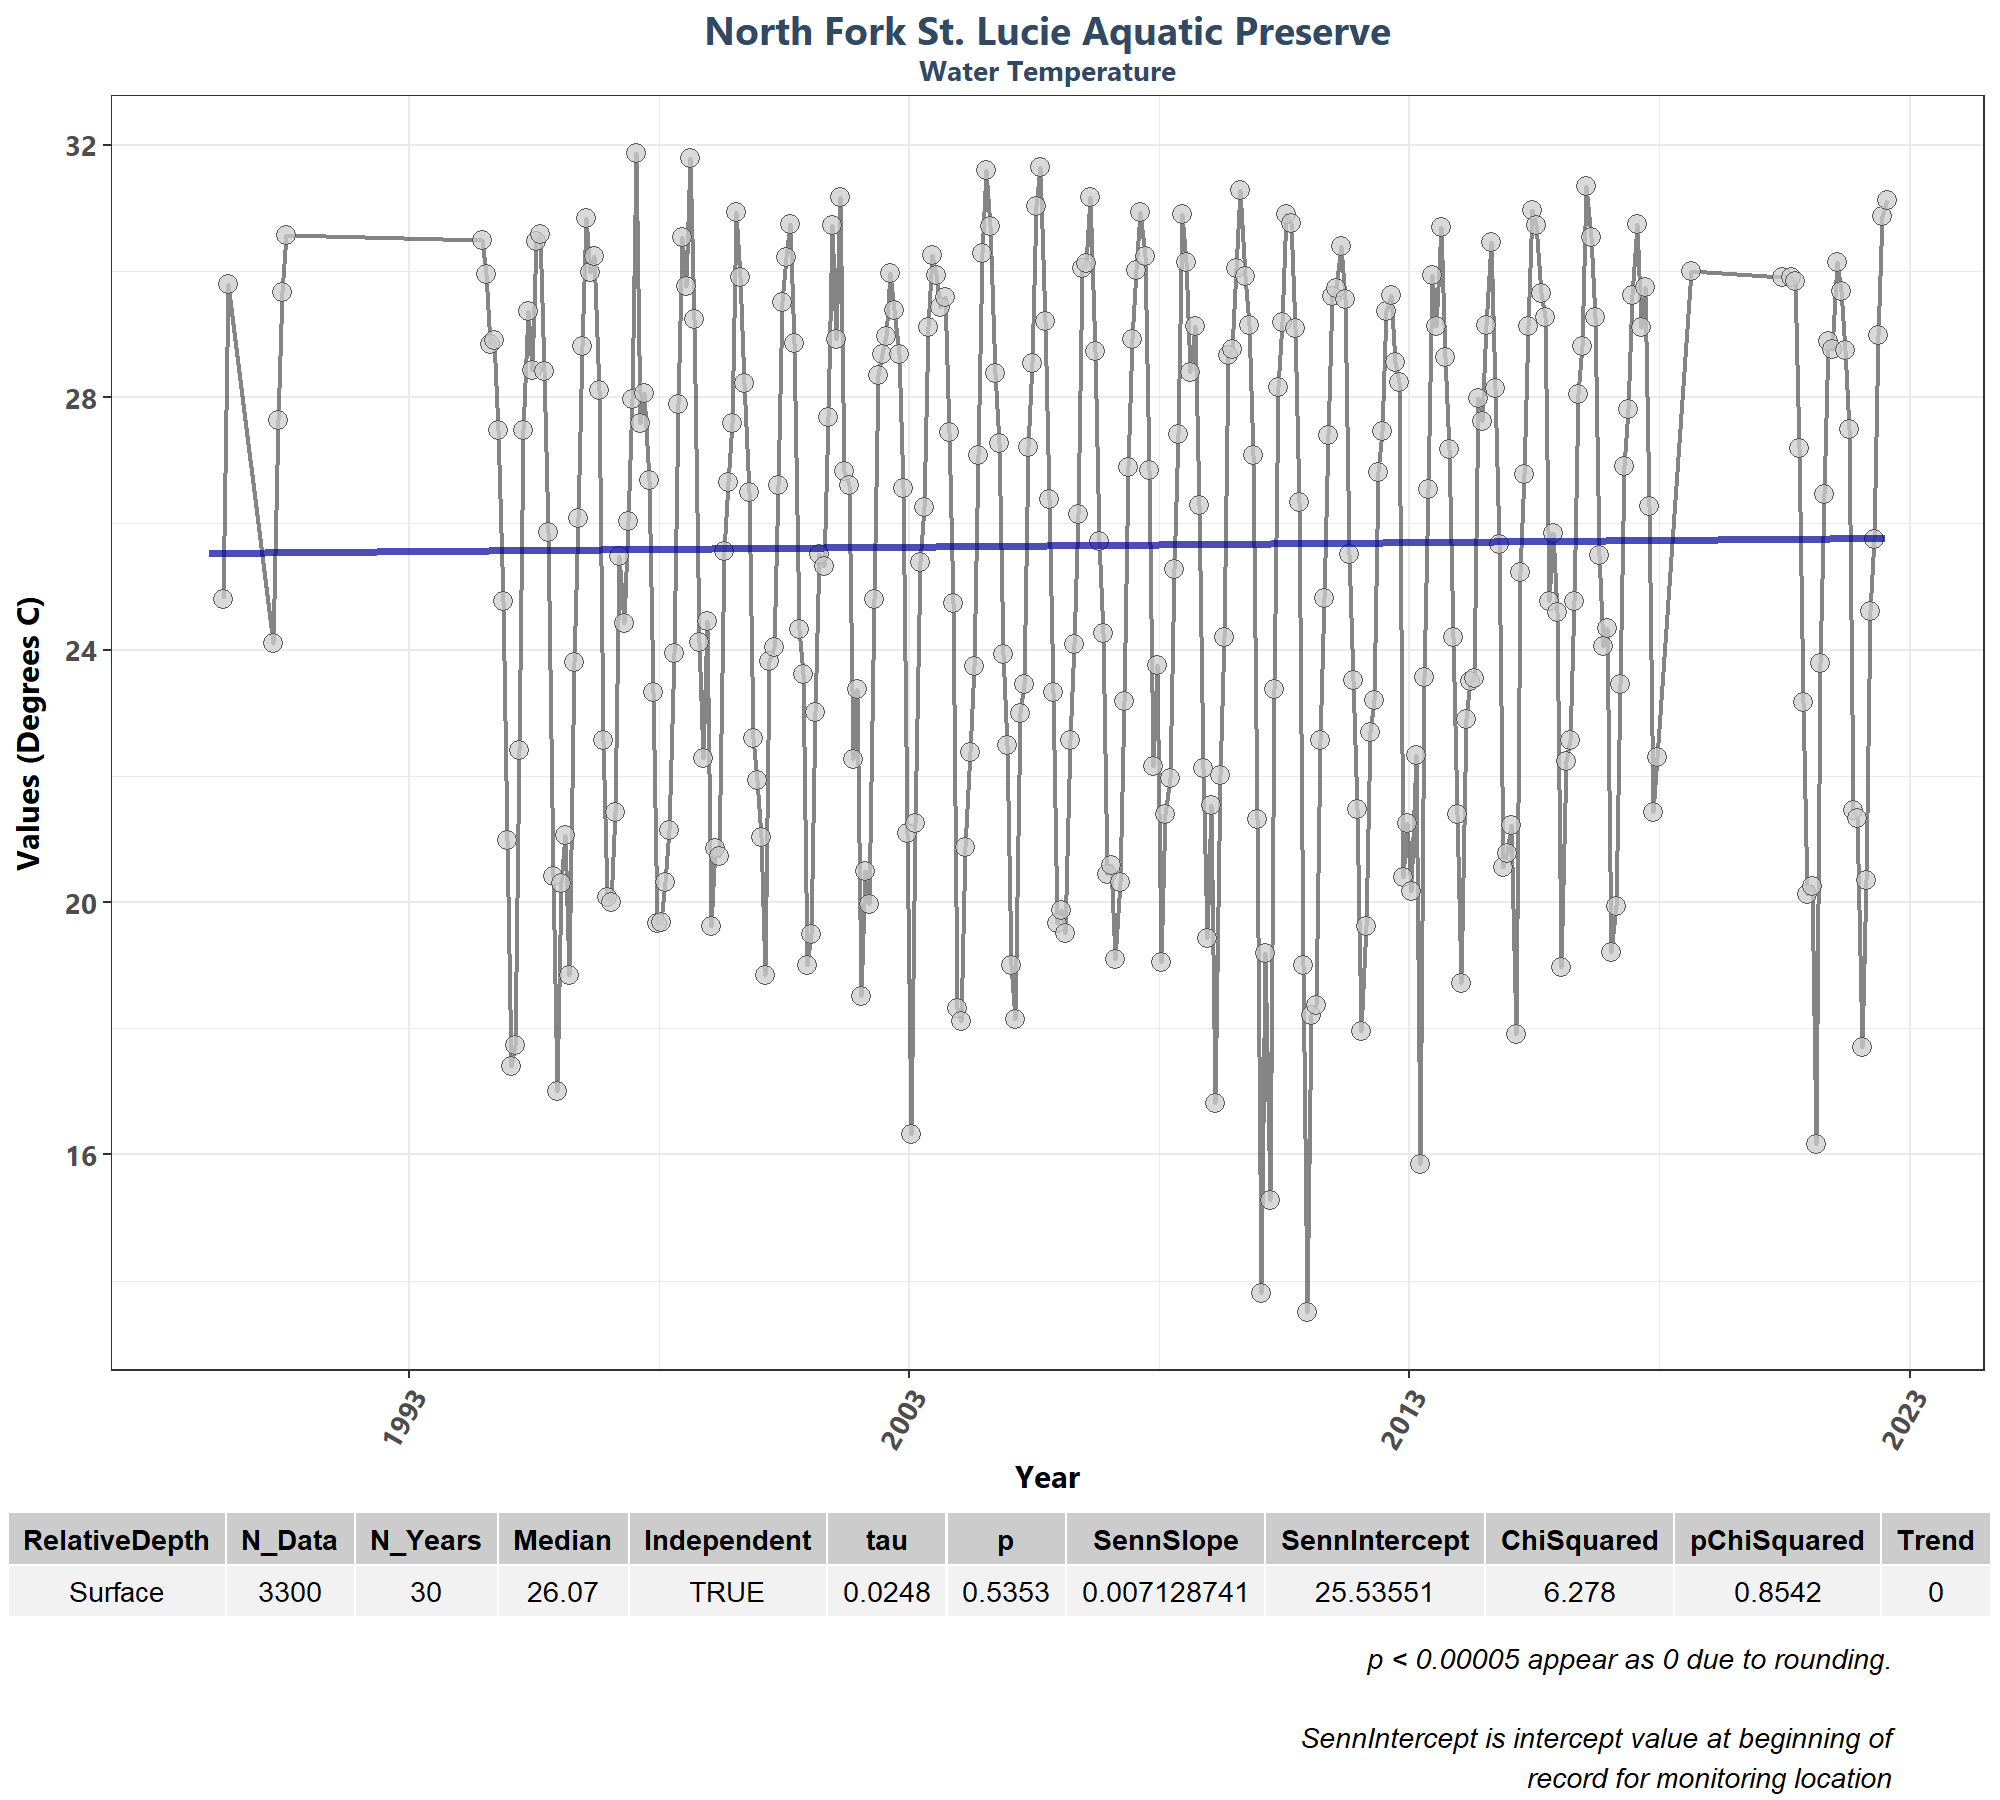 North Fork St. Lucie Aquatic Preserve
Water Temperature
32
28
24
20
16
Values (Degrees C)
1993 2003 2013 2023
Year
RelativeDepth N_Data N_Years Median Independent tau p SennSlope SennIntercept ChiSquared pChiSquared Trend
Surface 3300 30 26.07 TRUE 0.0248 0.5353 0.007128741 25.53551 6.278 0.8542 0
p < 0.00005 appear as 0 due to rounding.
SennIntercept is intercept value at beginning of
record for monitoring location